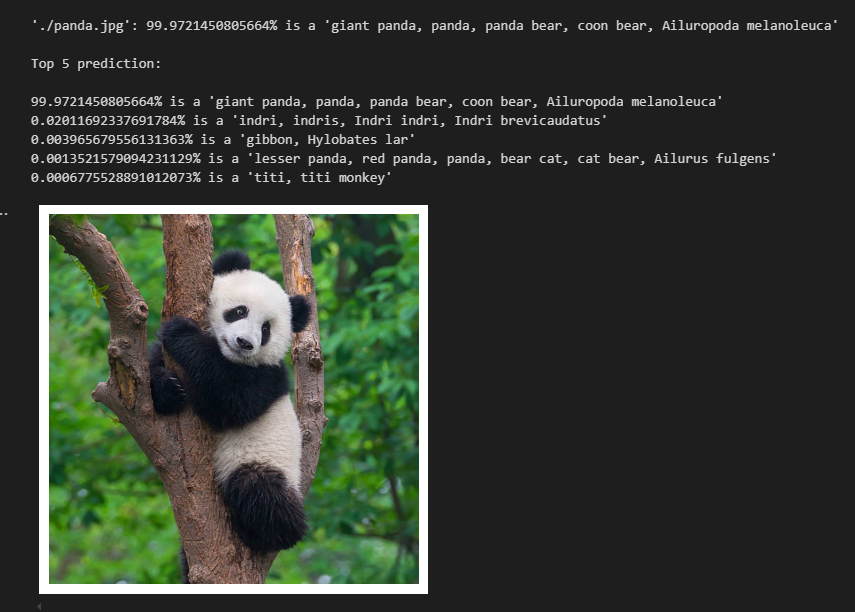 './panda.jpg': 99.9721450805664% is a 'giant panda, panda, panda bear, coon bear, Ailuropoda melanoleuca'
Top 5 prediction:
99.9721450805664% is a 'giant panda, panda, panda bear, coon bear, Ailuropoda melanoleuca'
0.02011692337691784% is a 'indri, indris, Indri indri, Indri brevicaudatus'
0.003965679556131363% is a 'gibbon, Hylobates lar'
0.0013521579094231129% is a 'lesser panda, red panda, panda, bear cat, cat bear, Ailurus fulgens'
0.0006775528891012073% is a 'titi, titi monkey'